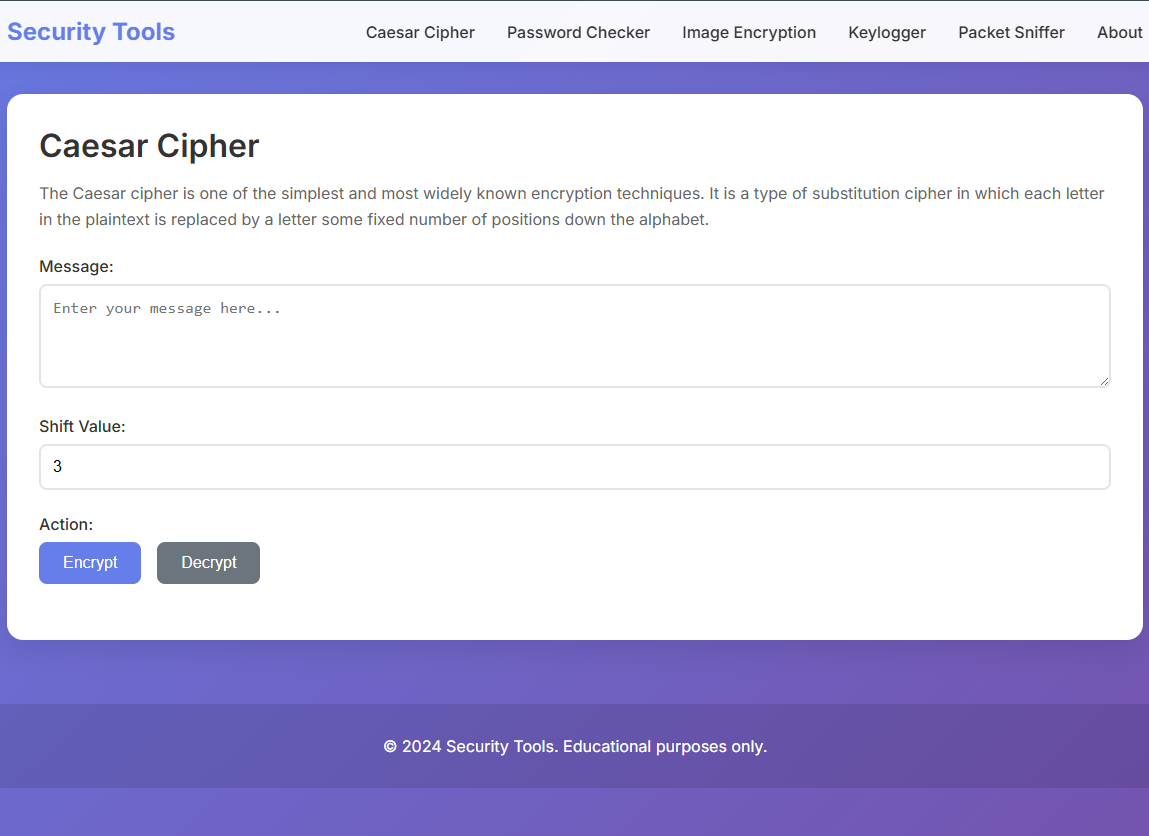 Security Tools
Caesar Cipher Password Checker Image Encryption Keylogger Packet Sniffer About
Caesar Cipher
The Caesar cipher is one of the simplest and most widely known encryption techniques. It is a type of substitution cipher in which each letter
in the plaintext is replaced by a letter some fixed number of positions down the alphabet.
Message:
Enter your message here...
Shift Value:
3
Action:
Encrypt Decrypt
© 2024 Security Tools. Educational purposes only.